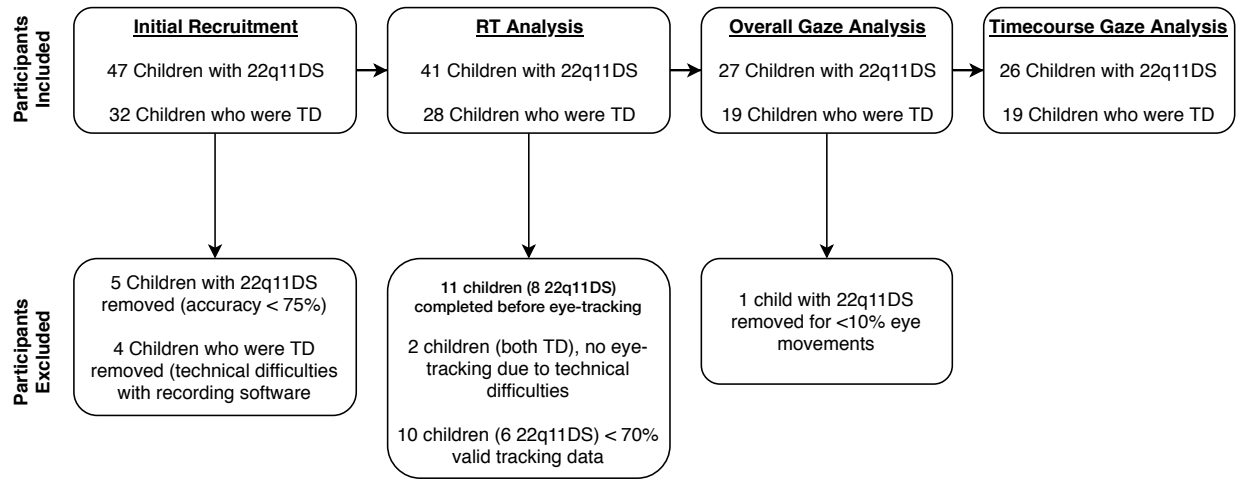 Participants
Included
Initial Recruitment
47 Children with 22q11DS
32 Children who were TD
RT Analysis
41 Children with 22q11DS
28 Children who were TD
Overall Gaze Analysis
27 Children with 22q11DS
19 Children who were TD
Timecourse Gaze Analysis
26 Children with 22q11DS
19 Children who were TD
Participants
Excluded
5 Children with 22q11DS
removed (accuracy < 75%)
4 Children who were TD
removed (technical difficulties
with recording software
11 children (8 22q11DS)
completed before eye-tracking
2 children (both TD), no eye-
tracking due to technical
difficulties
10 children (6 22q11DS) < 70%
valid tracking data
1 child with 22q11DS
removed for <10% eye
movements